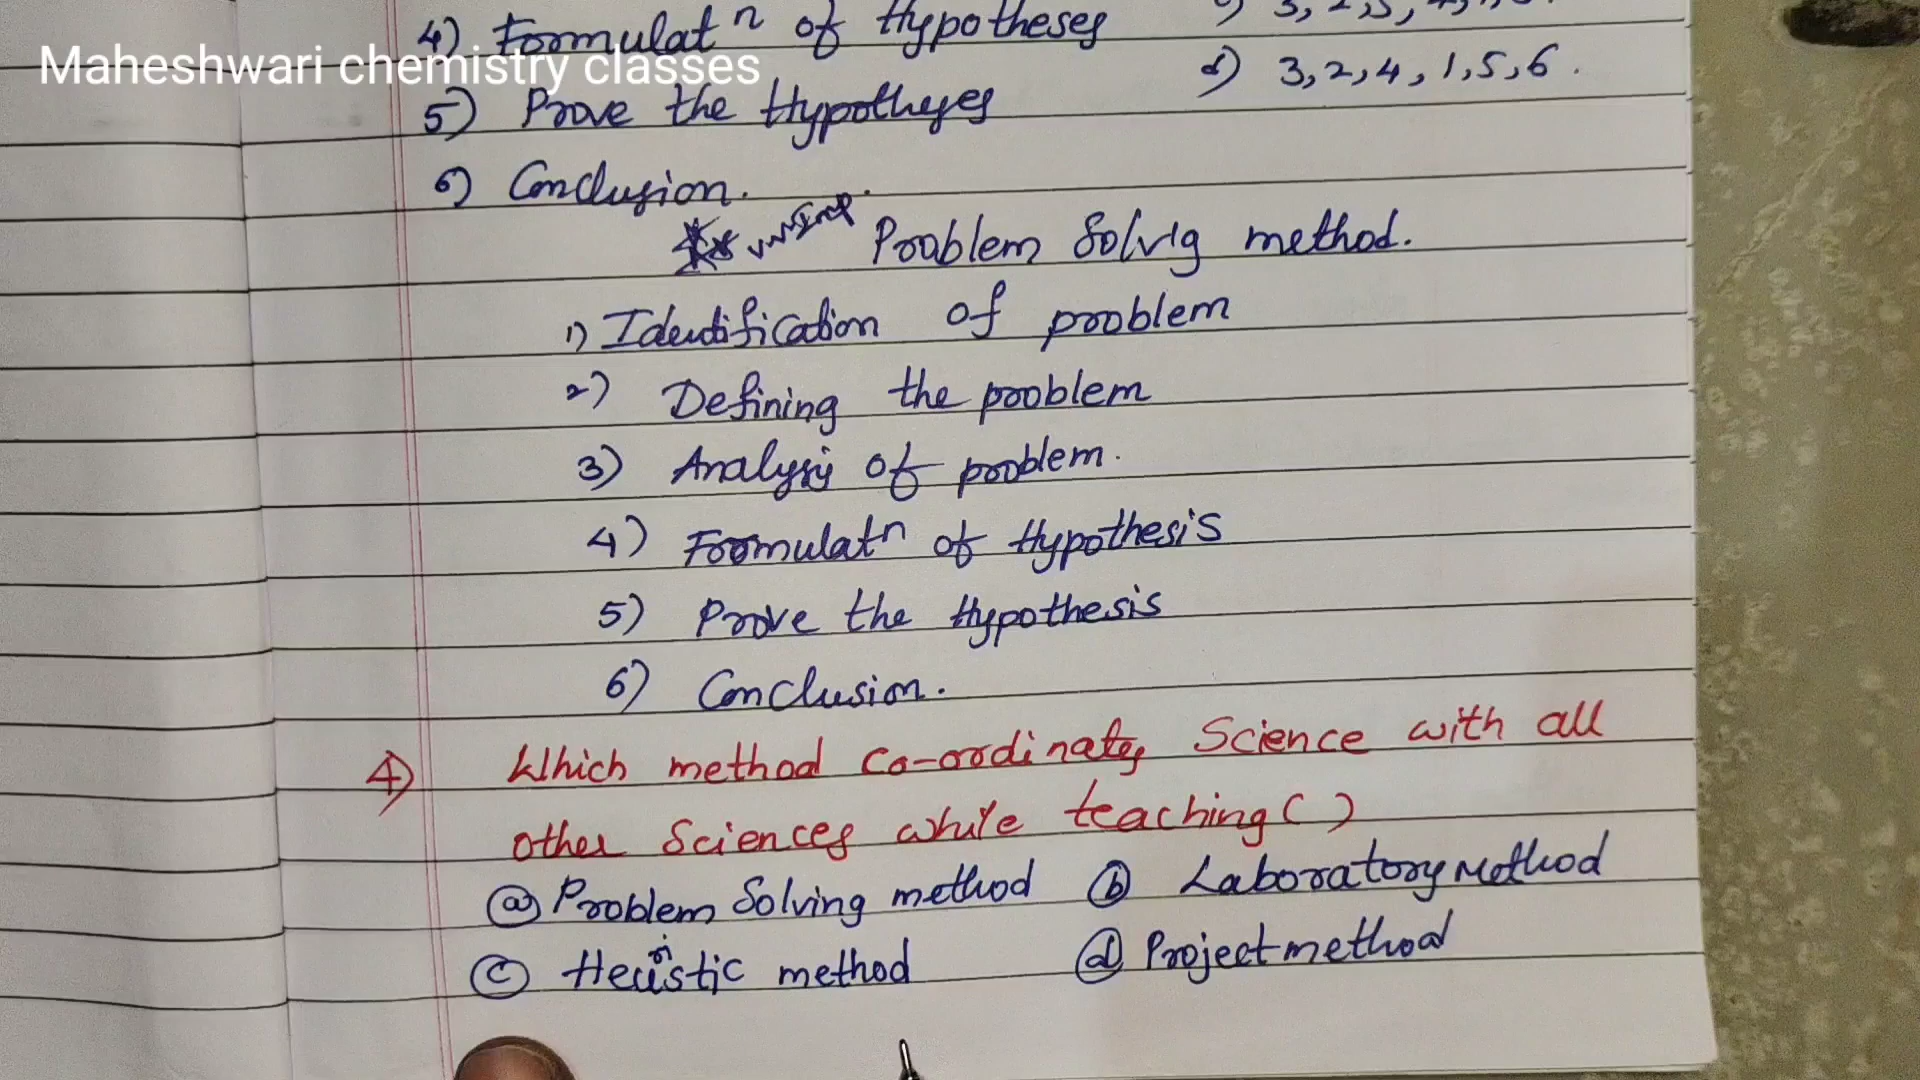 4) Formulatn of Hypotheses
Maheshwari chemistry classes
d) 3,2,4,1,5,6.
5) Prove the Hypotheses
6) Conclusion.
Problem Solvig method.
1) Identification of problem
2) Defining the problem
3) Analysis of problem.
4) Formulatn of Hypothesis
5) Prove the Hypothesis
6) Conclusion.
4) Which method co-ordinates Science with all
other Sciences while teaching ( )
(a) Problem Solving method (b) Laboratory Method
(c) Heuristic method (d) Project method